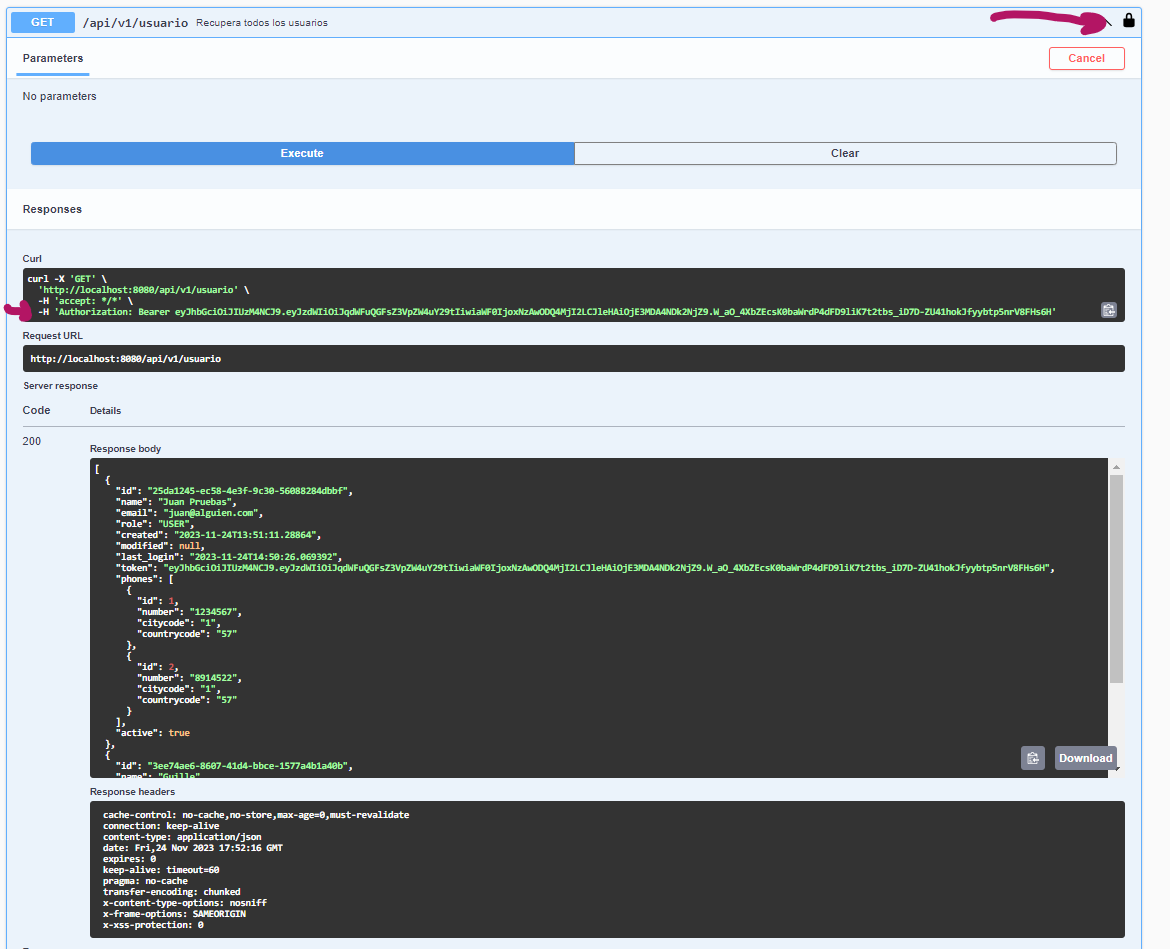 GET /api/v1/usuario Recupera todos los usuarios
Parameters
Cancel
No parameters
Execute
Clear
Responses
Curl
curl -X 'GET' \
'http://localhost:8080/api/v1/usuario' \
-H 'accept: */*' \
-H 'Authorization: Bearer eyJhbGciOiJIUzM4NCJ9.eyJzdWIiOiJqdWFuQGFsZ3VpZW4uY29tIiwiaWF0IjoxNzAwODQ4MjI2LCJleHAiOjE3MDA4NDk2NjZ9.W_aO_4XbZEcsK0baWrdP4dFD9liK7t2tbs_iD7D-ZU41hokJfyybtp5nrV8FHs6H'
Request URL
http://localhost:8080/api/v1/usuario
Server response
Code Details
200
Response body
[
{
"id": "25da1245-ec58-4e3f-9c30-56088284dbbf",
"name": "Juan Pruebas",
"email": "juan@alguien.com",
"role": "USER",
"created": "2023-11-24T13:51:11.28864",
"modified": null,
"last_login": "2023-11-24T14:50:26.069392",
"token": "eyJhbGciOiJIUzM4NCJ9.eyJzdWIiOiJqdWFuQGFsZ3VpZW4uY29tIiwiaWF0IjoxNzAwODQ4MjI2LCJleHAiOjE3MDA4NDk2NjZ9.W_aO_4XbZEcsK0baWrdP4dFD9liK7t2tbs_iD7D-ZU41hokJfyybtp5nrV8FHs6H",
"phones": [
{
"id": 1,
"number": "1234567",
"citycode": "1",
"countrycode": "57"
},
{
"id": 2,
"number": "8914522",
"citycode": "1",
"countrycode": "57"
}
],
"active": true
},
{
"id": "3ee74ae6-8607-41d4-bbce-1577a4b1a40b",
"name": "Guille"
Download
Response headers
cache-control: no-cache,no-store,max-age=0,must-revalidate
connection: keep-alive
content-type: application/json
date: Fri,24 Nov 2023 17:52:16 GMT
expires: 0
keep-alive: timeout=60
pragma: no-cache
transfer-encoding: chunked
x-content-type-options: nosniff
x-frame-options: SAMEORIGIN
x-xss-protection: 0